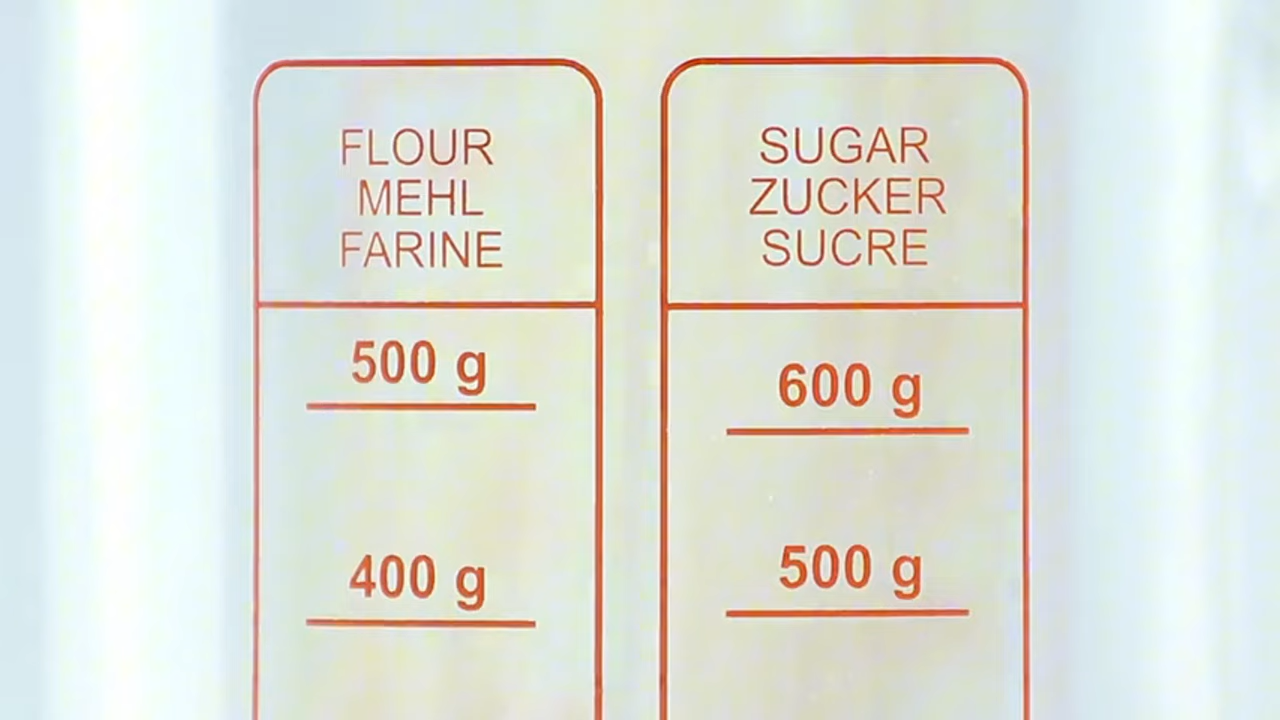 FLOUR
MEHL
FARINE
500 g
400 g
SUGAR
ZUCKER
SUCRE
600 g
500 g